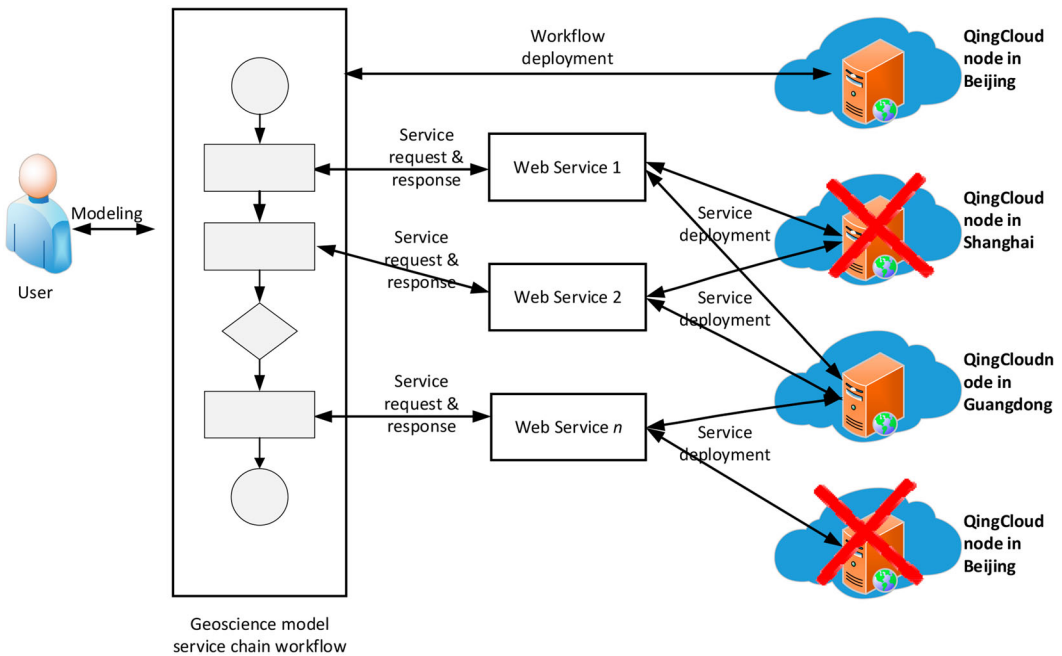 Workflow
deployment
QingCloud
node in
Beijing
Service
request &
response
Web Service 1
Modeling
User
Service
deployment
QingCloud
node in
Shanghai
Service
request &
response
Web Service 2
Service
deployment
QingCloudn
ode in
Guangdong
Service
request &
response
Web Service n
Service
deployment
QingCloud
node in
Beijing
Geoscience model
service chain workflow